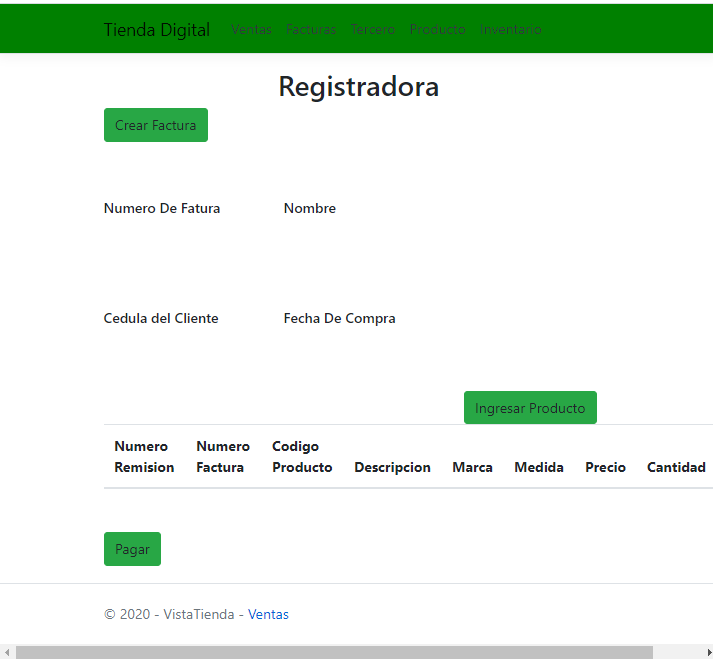 Tienda Digital Ventas Facturas Tercero Producto Inventario
Registradora
Crear Factura
Numero De Fatura Nombre
Cedula del Cliente Fecha De Compra
Ingresar Producto
Numero Remision Numero Factura Codigo Producto Descripcion Marca Medida Precio Cantidad
Pagar
© 2020 - VistaTienda - Ventas